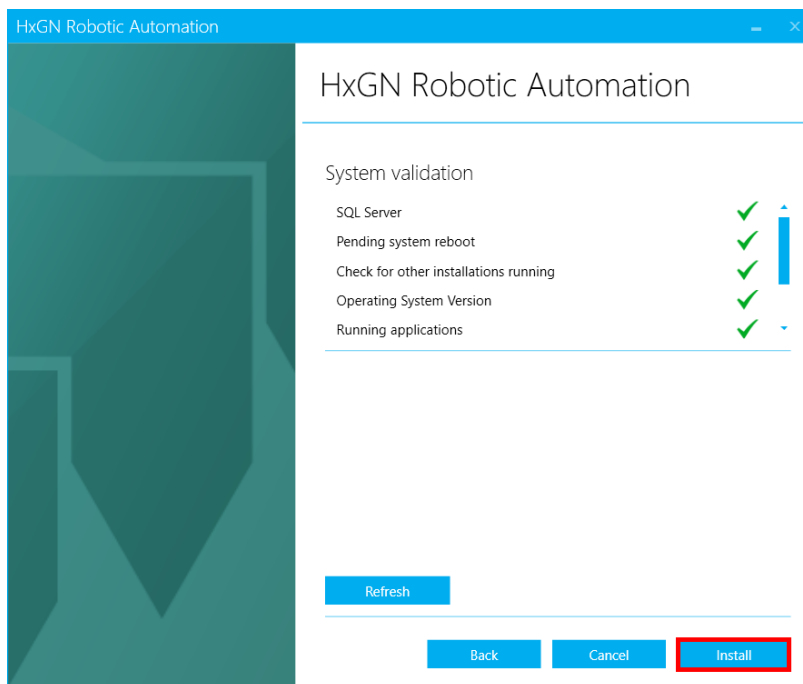 HxGN Robotic Automation
HxGN Robotic Automation
System validation
SQL Server
Pending system reboot
Check for other installations running
Operating System Version
Running applications
Refresh
Back Cancel Install